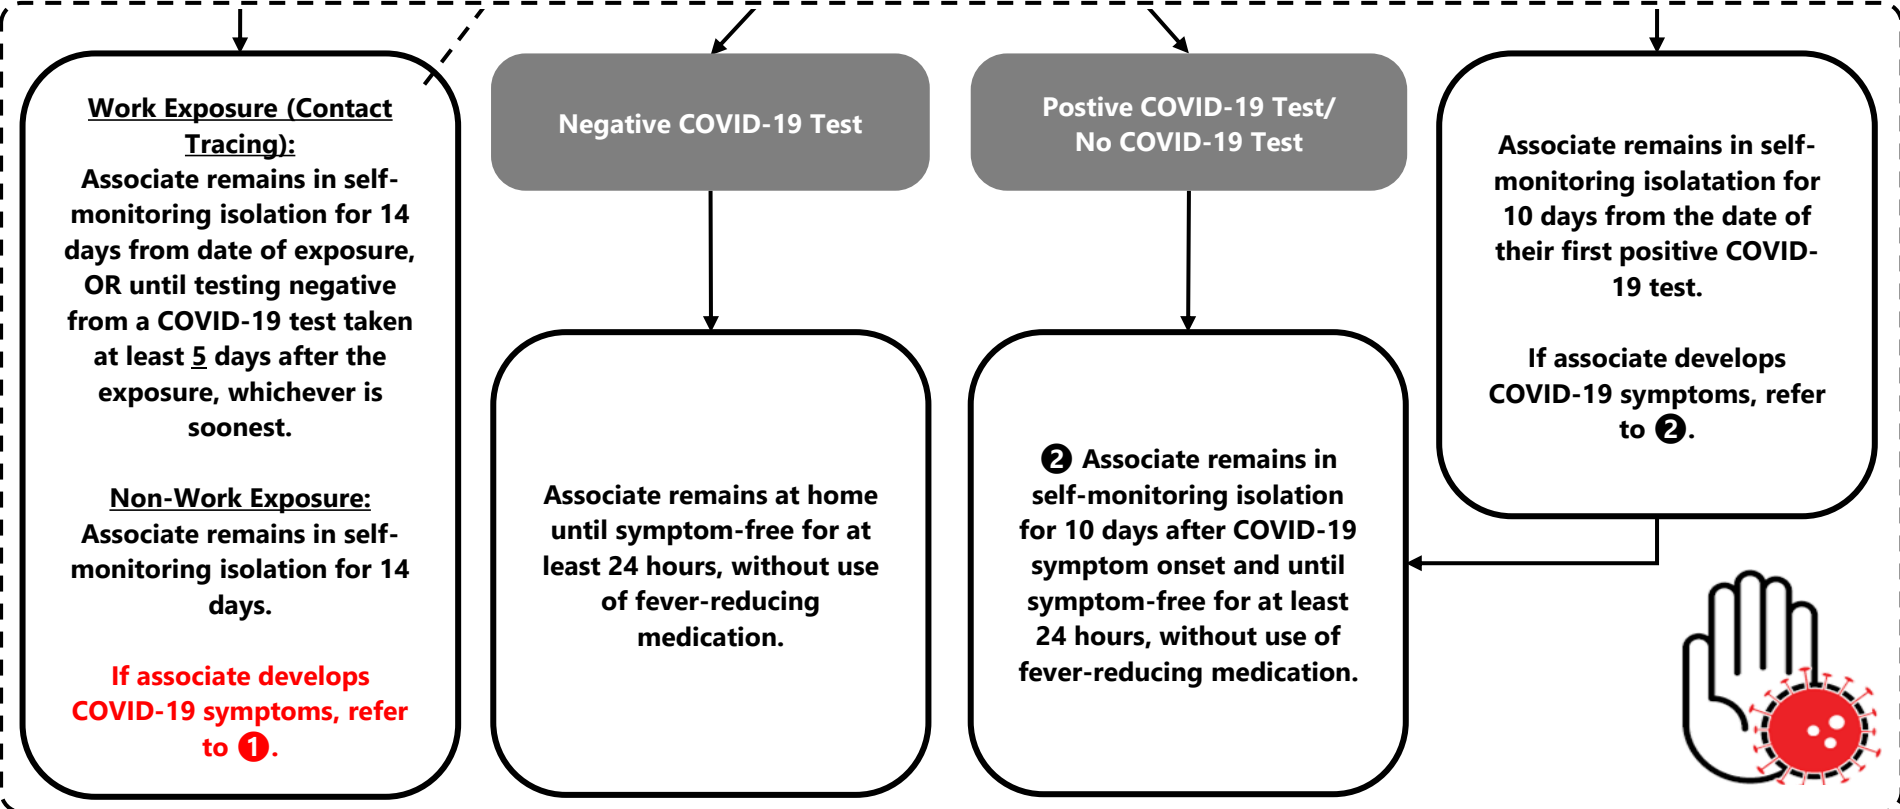 Work Exposure (Contact
Tracing):
Associate remains in self-
monitoring isolation for 14
days from date of exposure,
OR until testing negative
from a COVID-19 test taken
at least 5 days after the
exposure, whichever is
soonest.
Non-Work Exposure:
Associate remains in self-
monitoring isolation for 14
days.
If associate develops
COVID-19 symptoms, refer
to ❶.
Negative COVID-19 Test
Associate remains at home
until symptom-free for at
least 24 hours, without use
of fever-reducing
medication.
Postive COVID-19 Test/
No COVID-19 Test
❷ Associate remains in
self-monitoring isolation
for 10 days after COVID-19
symptom onset and until
symptom-free for at least
24 hours, without use of
fever-reducing medication.
Associate remains in self-
monitoring isolatation for
10 days from the date of
their first positive COVID-
19 test.
If associate develops
COVID-19 symptoms, refer
to ❷.